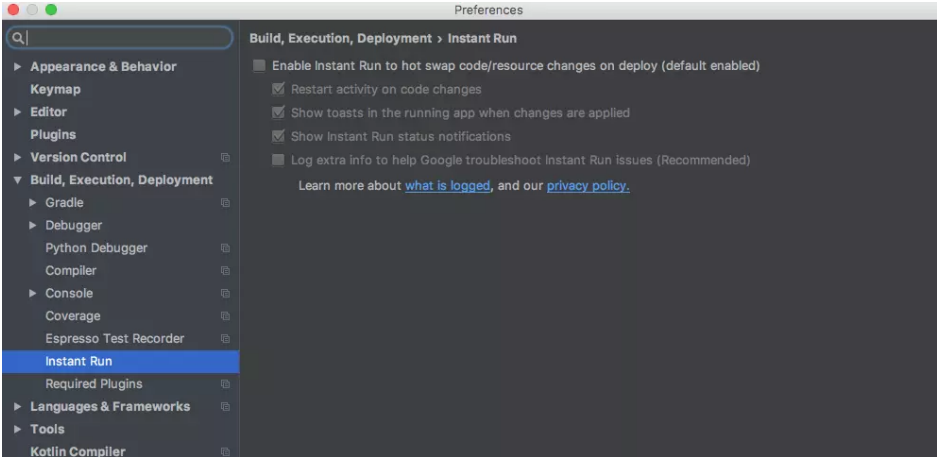 Preferences
Build, Execution, Deployment › Instant Run
Enable Instant Run to hot swap code/resource changes on deploy (default enabled)
Restart activity on code changes
Show toasts in the running app when changes are applied
Show Instant Run status notifications
Log extra info to help Google troubleshoot Instant Run issues (Recommended)
Learn more about what is logged, and our privacy policy.
Appearance & Behavior
Keymap
Editor
Plugins
Version Control
Build, Execution, Deployment
Gradle
Debugger
Python Debugger
Compiler
Console
Coverage
Espresso Test Recorder
Instant Run
Required Plugins
Languages & Frameworks
Tools
Kotlin Compiler